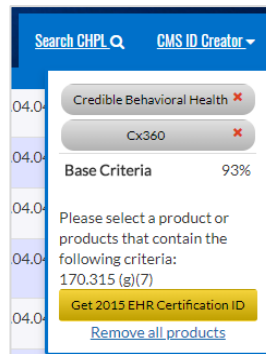 Search CHPL CMS ID Creator
Credible Behavioral Health ×
Cx360 ×
Base Criteria 93%
Please select a product or
products that contain the
following criteria:
170.315 (g)(7)
Get 2015 EHR Certification ID
Remove all products
04.04
04.04
04.04
04.04
.04.04